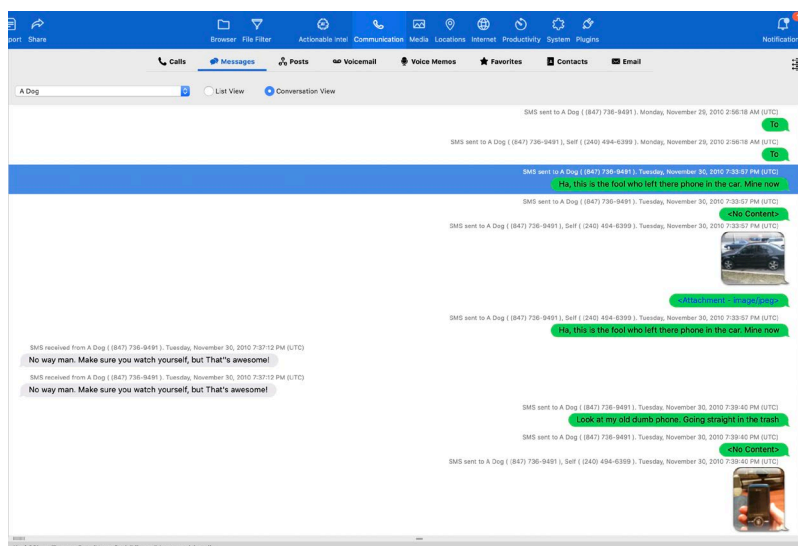 port Share Browser File Filter Actionable Intel Communication Media Locations Internet Productivity System Plugins Notification
Calls Messages Posts Voicemail Voice Memos Favorites Contacts Email
A Dog List View Conversation View
SMS sent to A Dog ( (847) 736-9491 ). Monday, November 29, 2010 2:56:18 AM (UTC)
To
SMS sent to A Dog ( (847) 736-9491 ), Self ( (240) 494-6399 ). Monday, November 29, 2010 2:56:18 AM (UTC)
To
SMS sent to A Dog ( (847) 736-9491 ). Tuesday, November 30, 2010 7:33:57 PM (UTC)
Ha, this is the fool who left there phone in the car. Mine now
SMS sent to A Dog ( (847) 736-9491 ). Tuesday, November 30, 2010 7:33:57 PM (UTC)
<No Content>
SMS sent to A Dog ( (847) 736-9491 ), Self ( (240) 494-6399 ). Tuesday, November 30, 2010 7:33:57 PM (UTC)
<Attachment - image/jpeg>
SMS sent to A Dog ( (847) 736-9491 ), Self ( (240) 494-6399 ). Tuesday, November 30, 2010 7:33:57 PM (UTC)
Ha, this is the fool who left there phone in the car. Mine now
SMS received from A Dog ( (847) 736-9491 ). Tuesday, November 30, 2010 7:37:12 PM (UTC)
No way man. Make sure you watch yourself, but That''s awesome!
SMS received from A Dog ( (847) 736-9491 ). Tuesday, November 30, 2010 7:37:12 PM (UTC)
No way man. Make sure you watch yourself, but That's awesome!
SMS sent to A Dog ( (847) 736-9491 ). Tuesday, November 30, 2010 7:39:40 PM (UTC)
Look at my old dumb phone. Going straight in the trash
SMS sent to A Dog ( (847) 736-9491 ). Tuesday, November 30, 2010 7:39:40 PM (UTC)
<No Content>
SMS sent to A Dog ( (847) 736-9491 ), Self ( (240) 494-6399 ). Tuesday, November 30, 2010 7:39:40 PM (UTC)